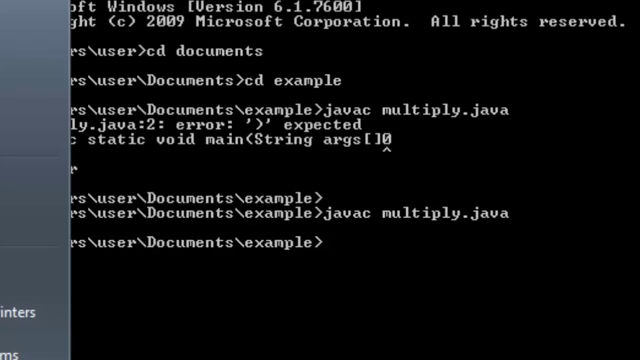 oft Windows [Version 6.1.7600]
ght (c) 2009 Microsoft Corporation. All rights reserved.
rs\user>cd documents
rs\user\Documents>cd example
rs\user\Documents\example>javac multiply.java
ly.java:2: error: ')' expected
c static void main(String args[]0
^
r
rs\user\Documents\example>
rs\user\Documents\example>javac multiply.java
rs\user\Documents\example>
inters
ms